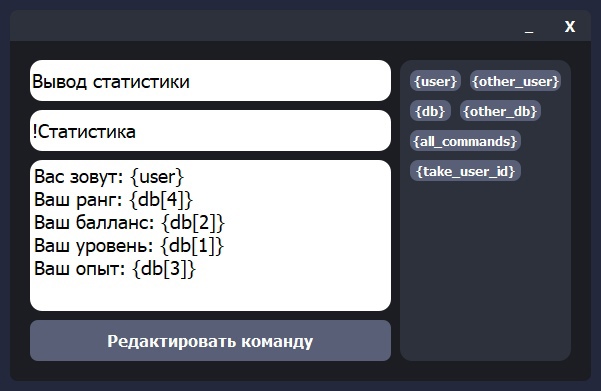 _ X
Вывод статистики
!Статистика
Вас зовут: {user}
Ваш ранг: {db[4]}
Ваш балланс: {db[2]}
Ваш уровень: {db[1]}
Ваш опыт: {db[3]}
Редактировать команду
{user} {other_user}
{db} {other_db}
{all_commands}
{take_user_id}